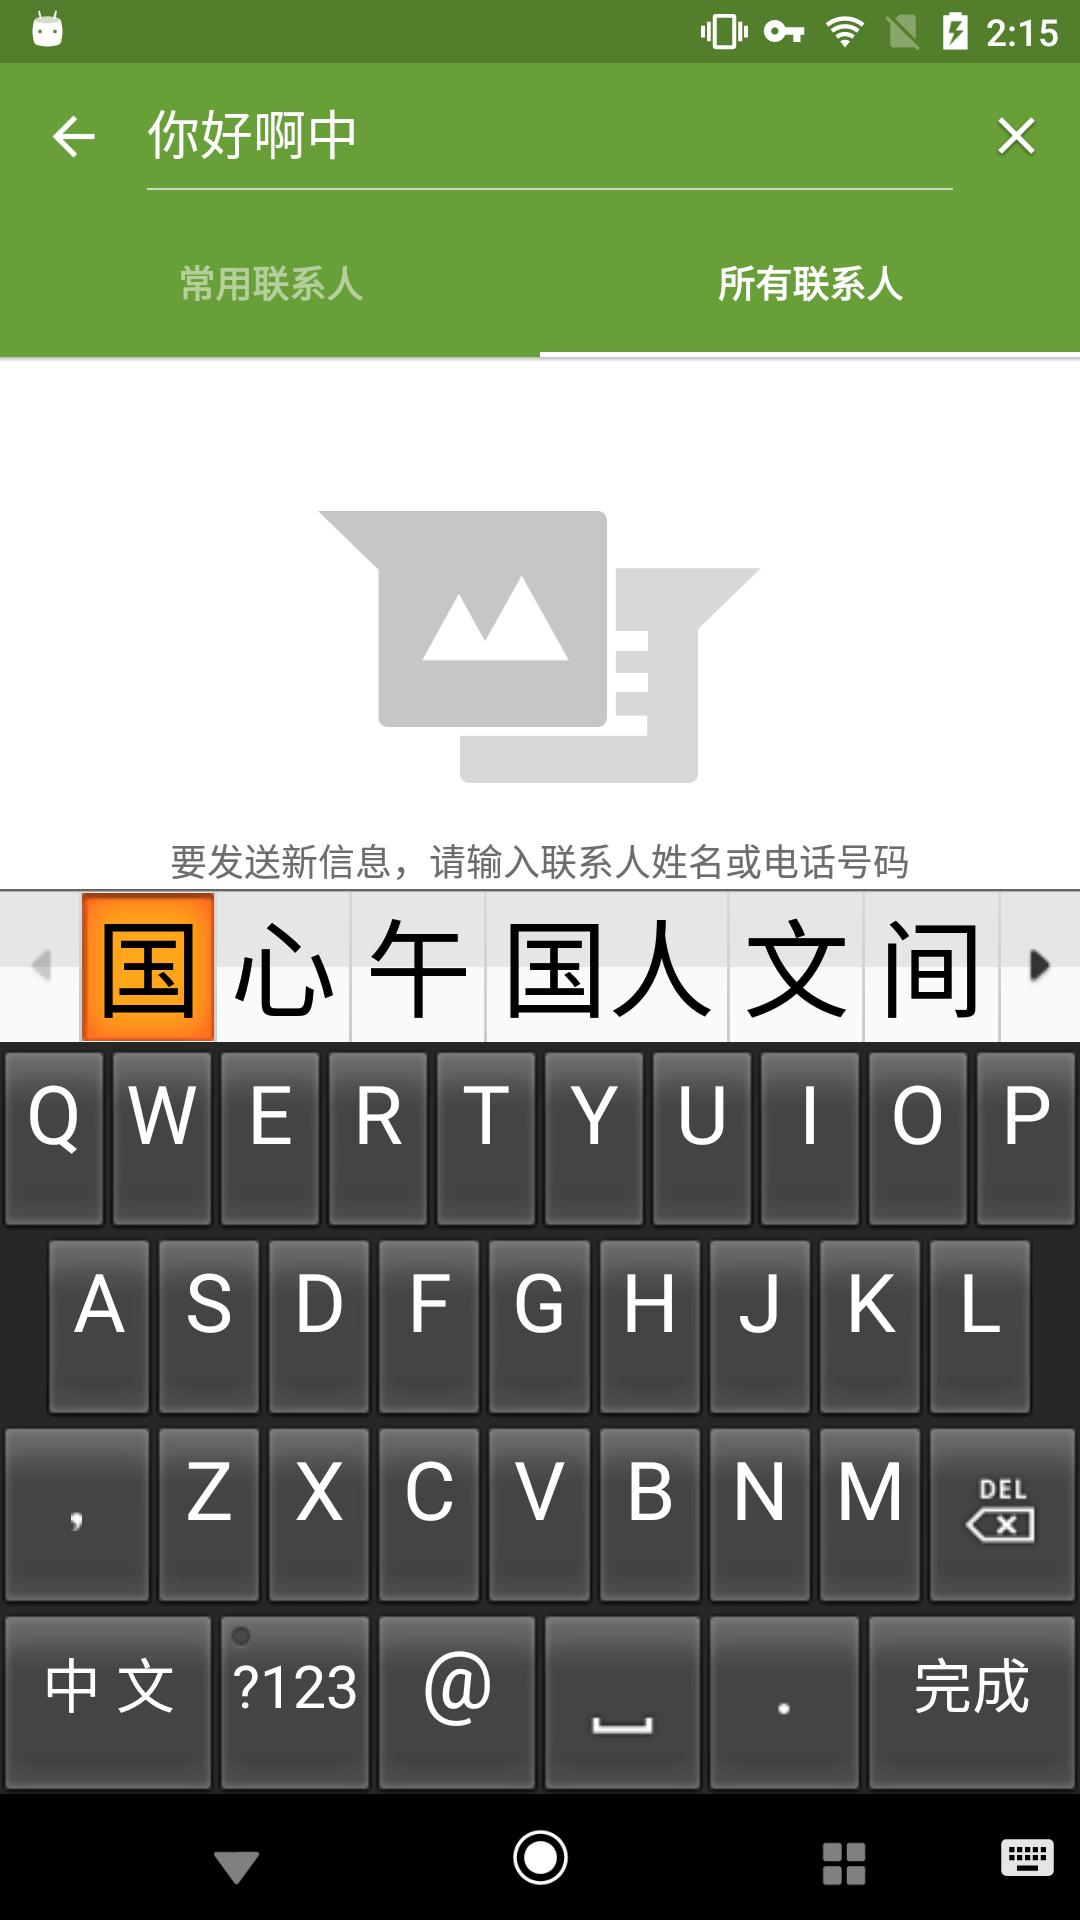 2:15
你好啊中
常用联系人 所有联系人
要发送新信息，请输入联系人姓名或电话号码
国 心 午 国人 文 间
Q W E R T Y U I O P
A S D F G H J K L
, Z X C V B N M DEL
中文 ?123 @ . 完成